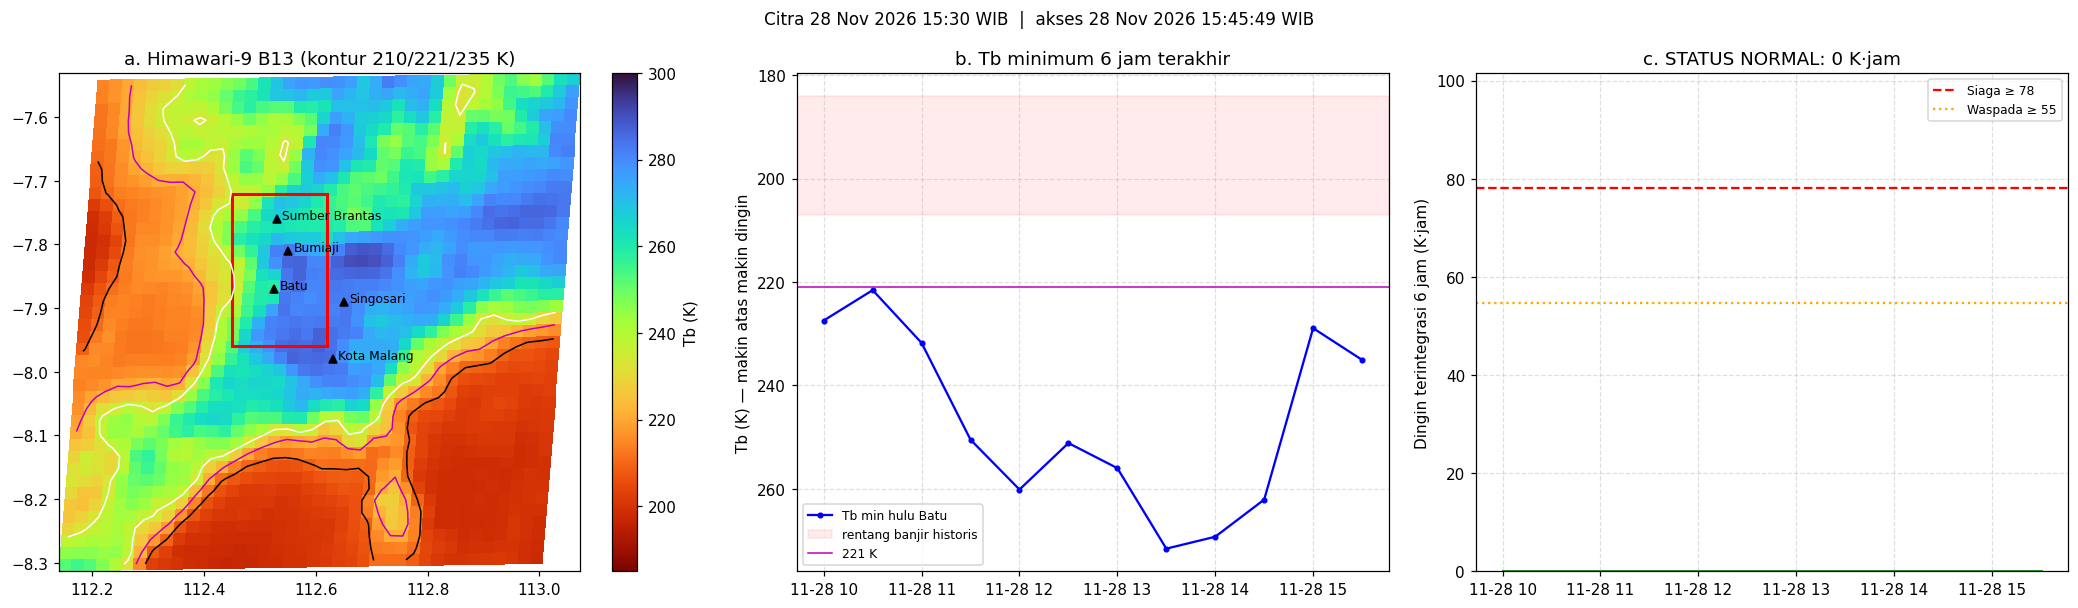 Citra 28 Nov 2026 15:30 WIB | akses 28 Nov 2026 15:45:49 WIB
a. Himawari-9 B13 (kontur 210/221/235 K)
−7.6
−7.7
−7.8
−7.9
−8.0
−8.1
−8.2
−8.3
112.2
112.4
112.6
112.8
113.0
Sumber Brantas
Bumiaji
Batu
Singosari
Kota Malang
300
280
260
240
220
200
Tb (K)
b. Tb minimum 6 jam terakhir
Tb (K) — makin atas makin dingin
180
200
220
240
260
Tb min hulu Batu
rentang banjir historis
221 K
11-28 10
11-28 11
11-28 12
11-28 13
11-28 14
11-28 15
c. STATUS NORMAL: 0 K·jam
Dingin terintegrasi 6 jam (K·jam)
100
80
60
40
20
0
Siaga ≥ 78
Waspada ≥ 55
11-28 10
11-28 11
11-28 12
11-28 13
11-28 14
11-28 15